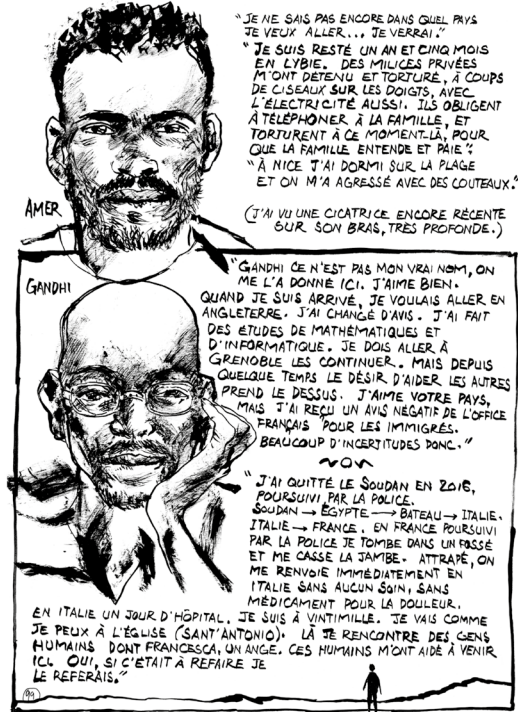 "JE NE SAIS PAS ENCORE DANS QUEL PAYS
JE VEUX ALLER... JE VERRAI."
"JE SUIS RESTÉ UN AN ET CINQ MOIS
EN LYBIE. DES MILICES PRIVÉES
M'ONT DÉTENU ET TORTURÉ, À COUPS
DE CISEAUX SUR LES DOIGTS, AVEC
L'ÉLECTRICITÉ AUSSI. ILS OBLIGENT
À TÉLÉPHONER À LA FAMILLE, ET
TORTURENT À CE MOMENT-LÀ, POUR
QUE LA FAMILLE ENTENDE ET PAIE."
"À NICE J'AI DORMI SUR LA PLAGE
ET ON M'A AGRESSÉ AVEC DES COUTEAUX."
AMER
(J'AI VU UNE CICATRICE ENCORE RÉCENTE
SUR SON BRAS, TRÈS PROFONDE.)
GANDHI
"GANDHI CE N'EST PAS MON VRAI NOM, ON
ME L'A DONNÉ ICI. J'AIME BIEN.
QUAND JE SUIS ARRIVÉ, JE VOULAIS ALLER EN
ANGLETERRE. J'AI CHANGÉ D'AVIS. J'AI FAIT
DES ÉTUDES DE MATHÉMATIQUES ET
D'INFORMATIQUE. JE DOIS ALLER À
GRENOBLE LES CONTINUER. MAIS DEPUIS
QUELQUE TEMPS LE DÉSIR D'AIDER LES AUTRES
PREND LE DESSUS. J'AIME VOTRE PAYS,
MAIS J'AI REÇU UN AVIS NÉGATIF DE L'OFFICE
FRANÇAIS POUR LES IMMIGRÉS.
BEAUCOUP D'INCERTITUDES DONC."
"J'AI QUITTÉ LE SOUDAN EN 2016,
POURSUIVI PAR LA POLICE.
SOUDAN → ÉGYPTE → BATEAU → ITALIE.
ITALIE → FRANCE. EN FRANCE POURSUIVI
PAR LA POLICE JE TOMBE DANS UN FOSSÉ
ET ME CASSE LA JAMBE. ATTRAPÉ, ON
ME RENVOIE IMMÉDIATEMENT EN
ITALIE SANS AUCUN SOIN, SANS
MÉDICAMENT POUR LA DOULEUR.
EN ITALIE UN JOUR D'HÔPITAL. JE SUIS À VINTIMILLE. JE VAIS COMME
JE PEUX À L'ÉGLISE (SANT'ANTONIO). LÀ JE RENCONTRE DES GENS
HUMAINS DONT FRANCESCA, UN ANGE. CES HUMAINS M'ONT AIDÉ À VENIR
ICI. OUI, SI C'ÉTAIT À REFAIRE JE
LE REFERAIS."
99